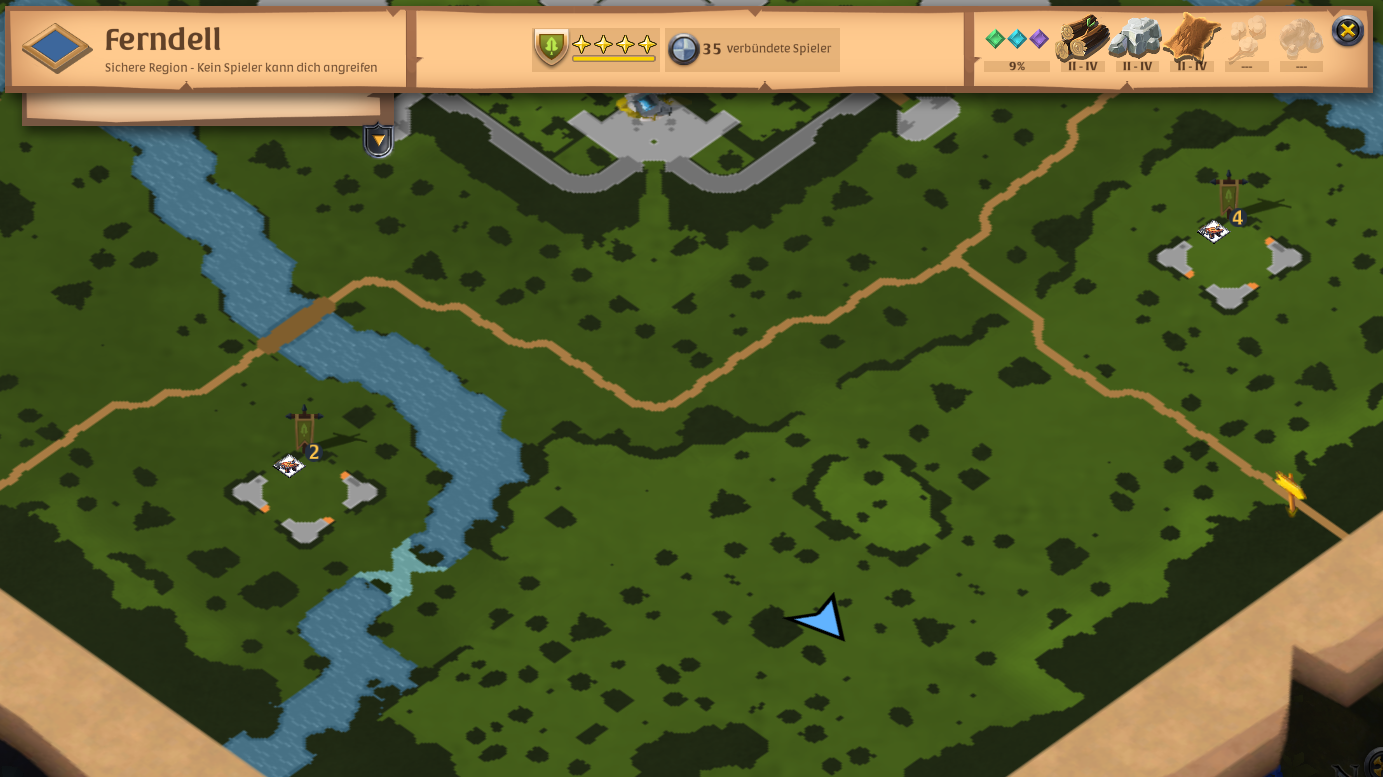 Ferndell
Sichere Region - Kein Spieler kann dich angreifen
35 verbündete Spieler
9%
II - IV
II - IV
II - IV
---
---
4
2